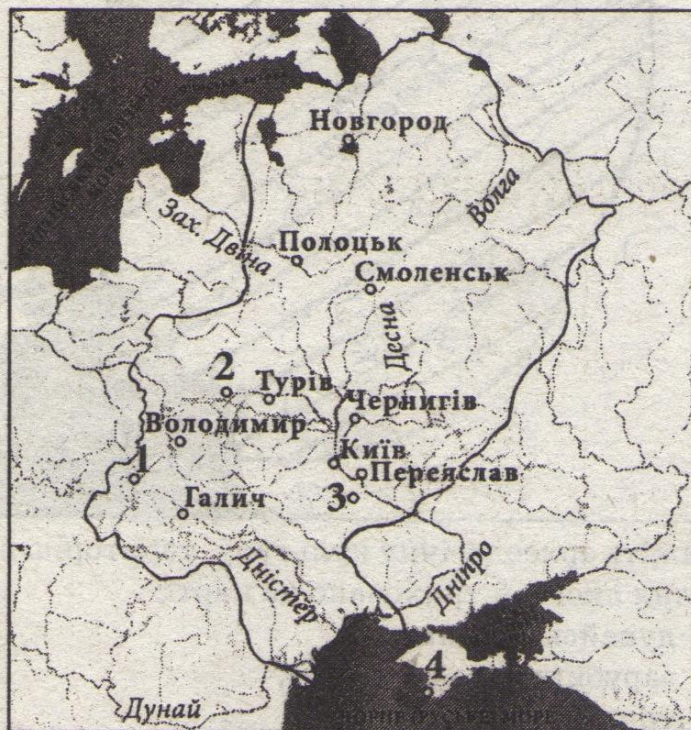 Новгород
Волга
Зах. Двіна
Полоцьк
Смоленськ
Десна
2
Турів
Чернигів
Володимир
Київ
1
Переяслав
3
Галич
Дністер
Дніпро
4
Дунай